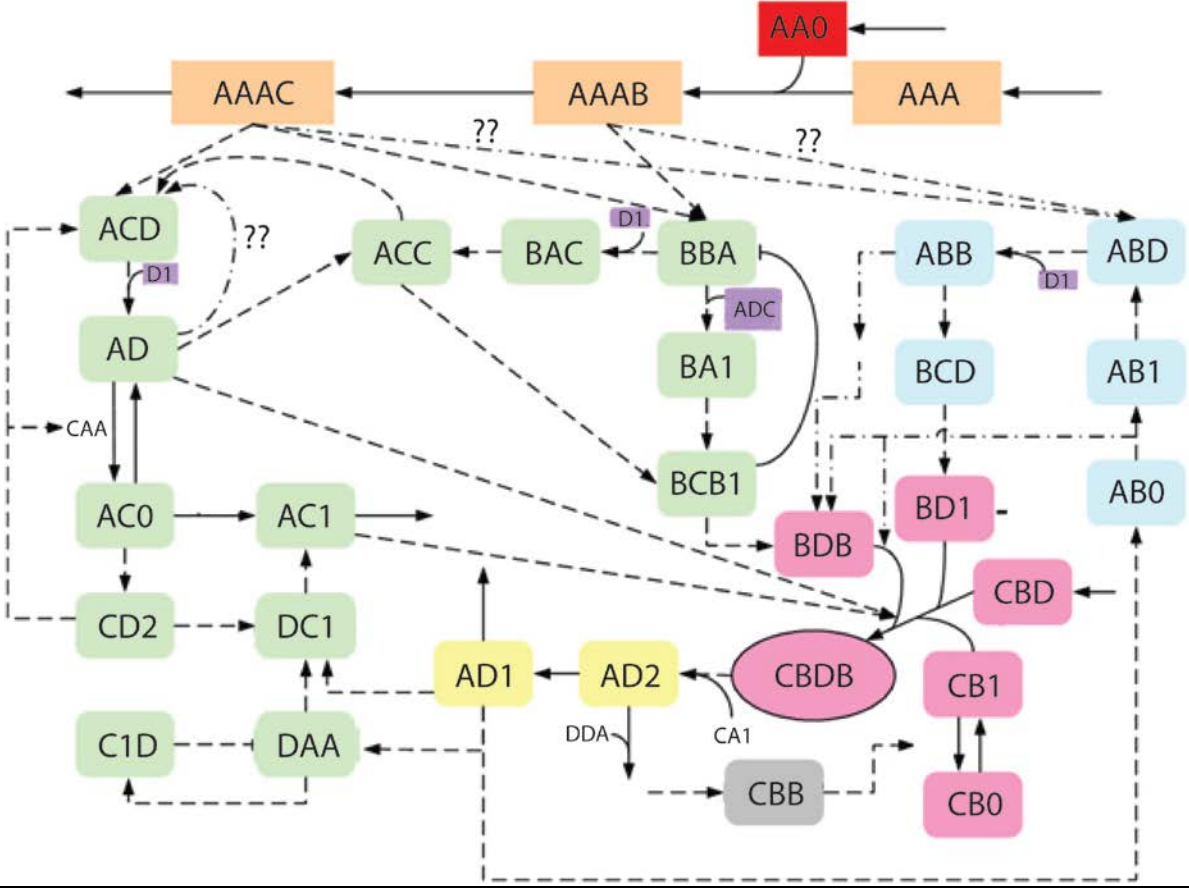 AA0
AAAC
AAAB
AAA
??
??
ACD
D1
??
ACC
BAC
D1
BBA
ABB
D1
ABD
ADC
AD
BA1
BCD
AB1
CAA
BCB1
AC0
AC1
BDB
BD1
AB0
CD2
DC1
CBD
AD1
AD2
CBDB
CB1
C1D
DAA
DDA
CA1
CBB
CB0